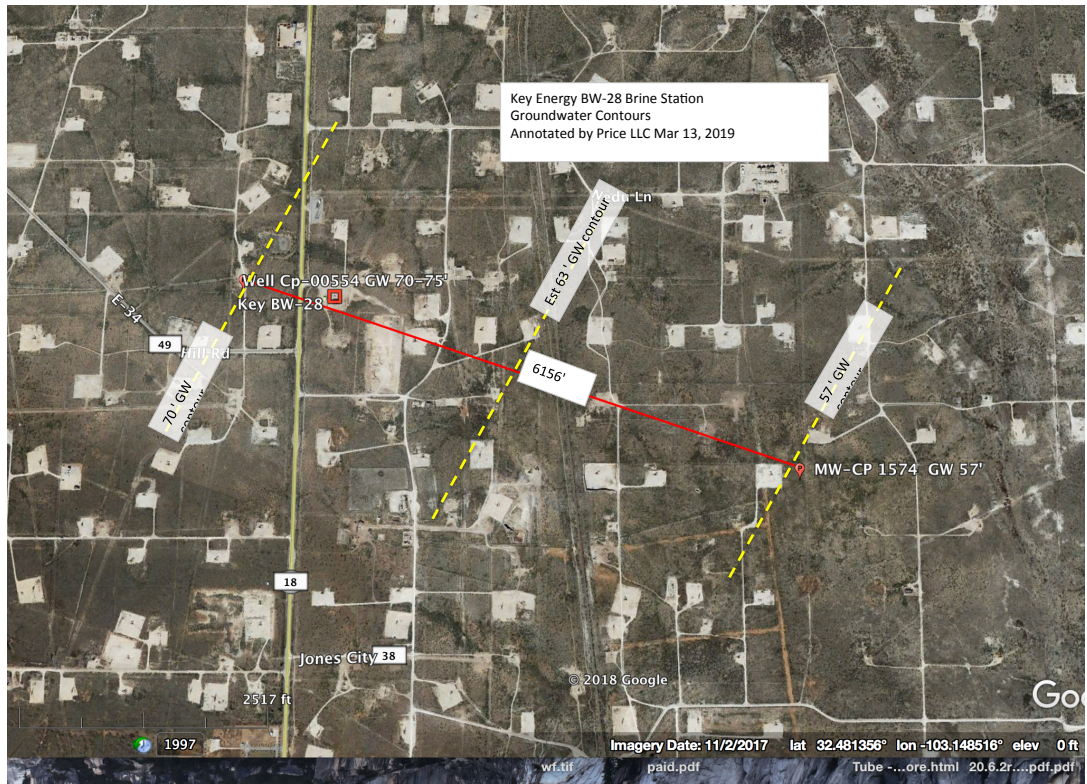 Key Energy BW-28 Brine Station
Groundwater Contours
Annotated by Price LLC Mar 13, 2019
Ln
Est 63 ' GW contour
Well Cp-00554 GW 70-75'
Key BW-28
E-34
49
Hill Rd
70 ' GW
contour
6156'
57' GW
contour
MW-CP 1574 GW 57'
18
Jones City
38
© 2018 Google
2517 ft
Goo
1997
Imagery Date: 11/2/2017 lat 32.481356° lon -103.148516° elev 0 ft
wf.tif
paid.pdf
Tube -...ore.html
20.6.2r....pdf.pdf